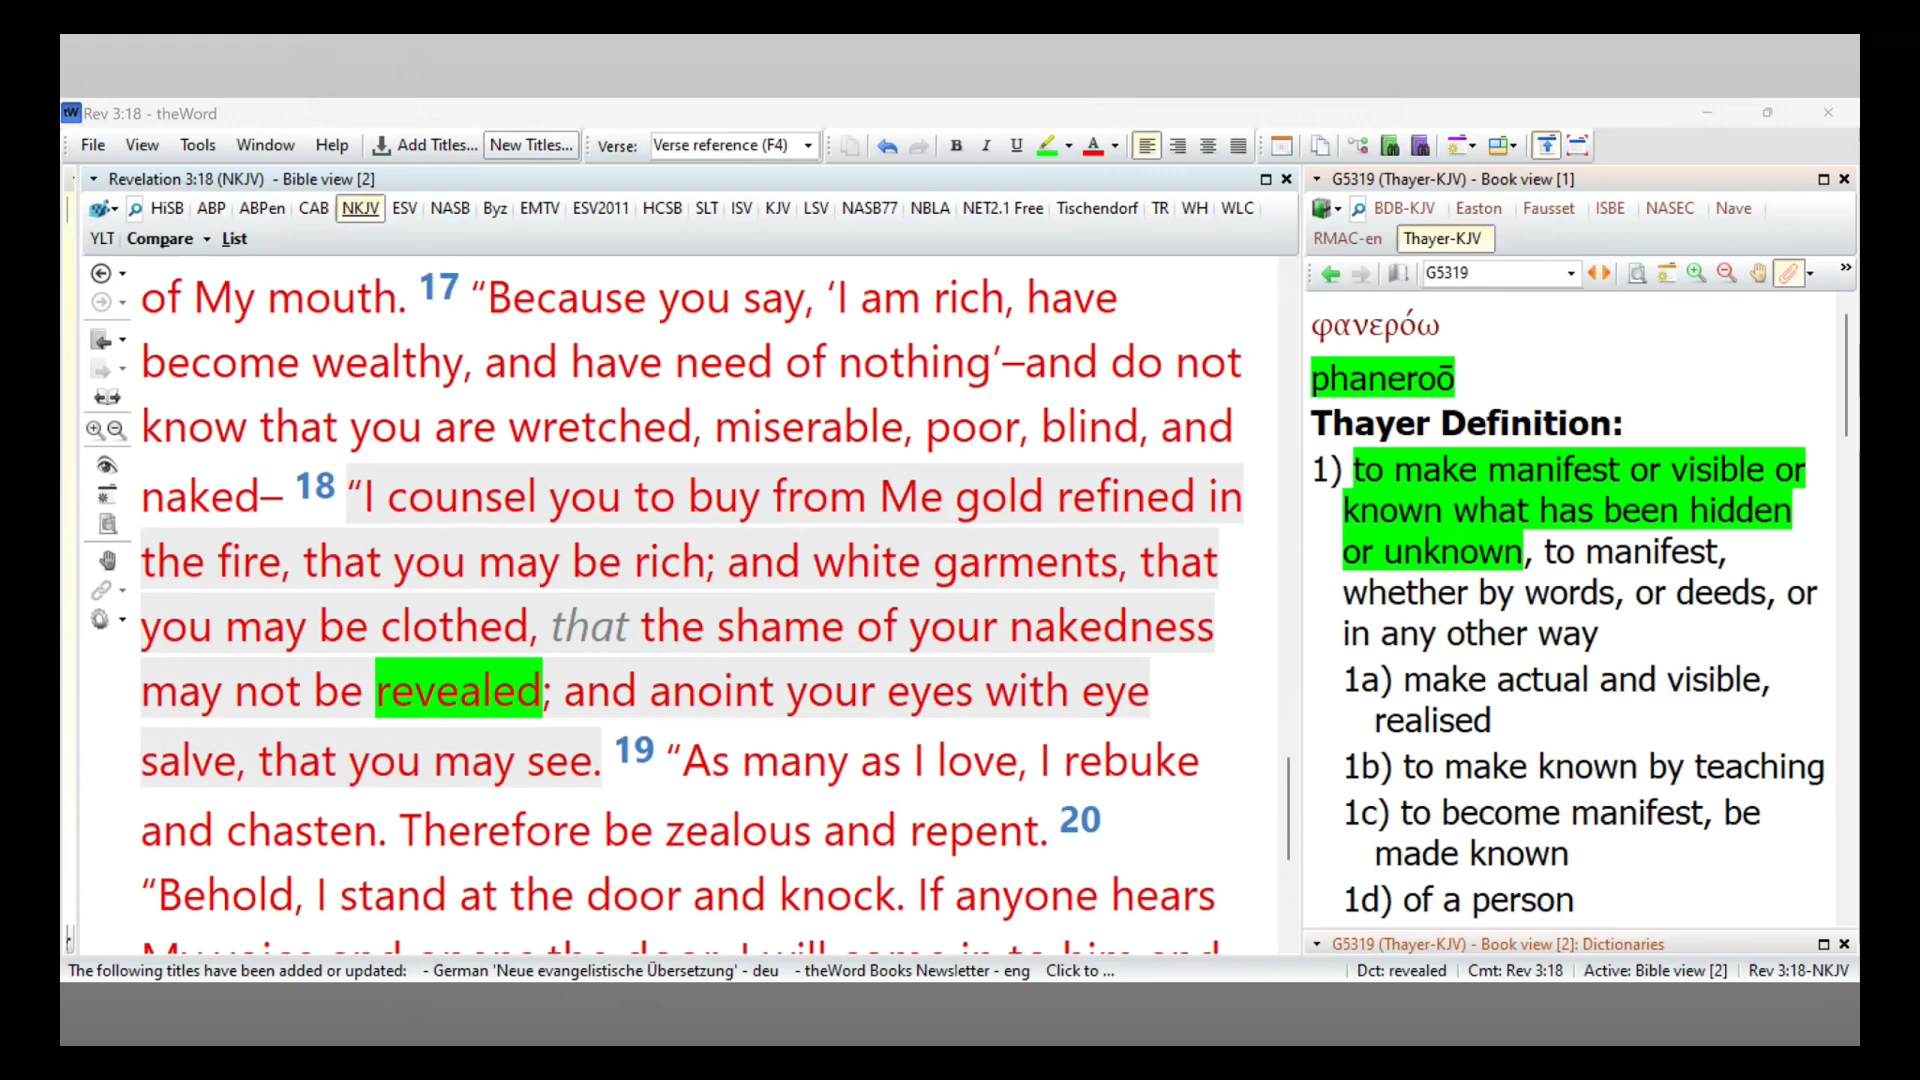 Rev 3:18 - theWord
File View Tools Window Help Add Titles... New Titles... Verse: Verse reference (F4) B I U A
Revelation 3:18 (NKJV) - Bible view [2]
HiSB ABP ABPen CAB NKJV ESV NASB Byz EMTV ESV2011 HCSB SLT ISV KJV LSV NASB77 NBLA NET2.1 Free Tischendorf TR WH WLC
YLT Compare List
of My mouth. 17 “Because you say, ‘I am rich, have
become wealthy, and have need of nothing’–and do not
know that you are wretched, miserable, poor, blind, and
naked– 18 “I counsel you to buy from Me gold refined in
the fire, that you may be rich; and white garments, that
you may be clothed, that the shame of your nakedness
may not be revealed; and anoint your eyes with eye
salve, that you may see. 19 “As many as I love, I rebuke
and chasten. Therefore be zealous and repent. 20
“Behold, I stand at the door and knock. If anyone hears
My voice and opens the door, I will come in to him and
G5319 (Thayer-KJV) - Book view [1]
BDB-KJV Easton Fausset ISBE NASEC Nave
RMAC-en Thayer-KJV
G5319
φανερόω
phaneroō
Thayer Definition:
1) to make manifest or visible or
known what has been hidden
or unknown, to manifest,
whether by words, or deeds, or
in any other way
1a) make actual and visible,
realised
1b) to make known by teaching
1c) to become manifest, be
made known
1d) of a person
G5319 (Thayer-KJV) - Book view [2]: Dictionaries
The following titles have been added or updated: - German 'Neue evangelistische Übersetzung' - deu - theWord Books Newsletter - eng Click to ...
Dct: revealed Cmt: Rev 3:18 Active: Bible view [2] Rev 3:18-NKJV